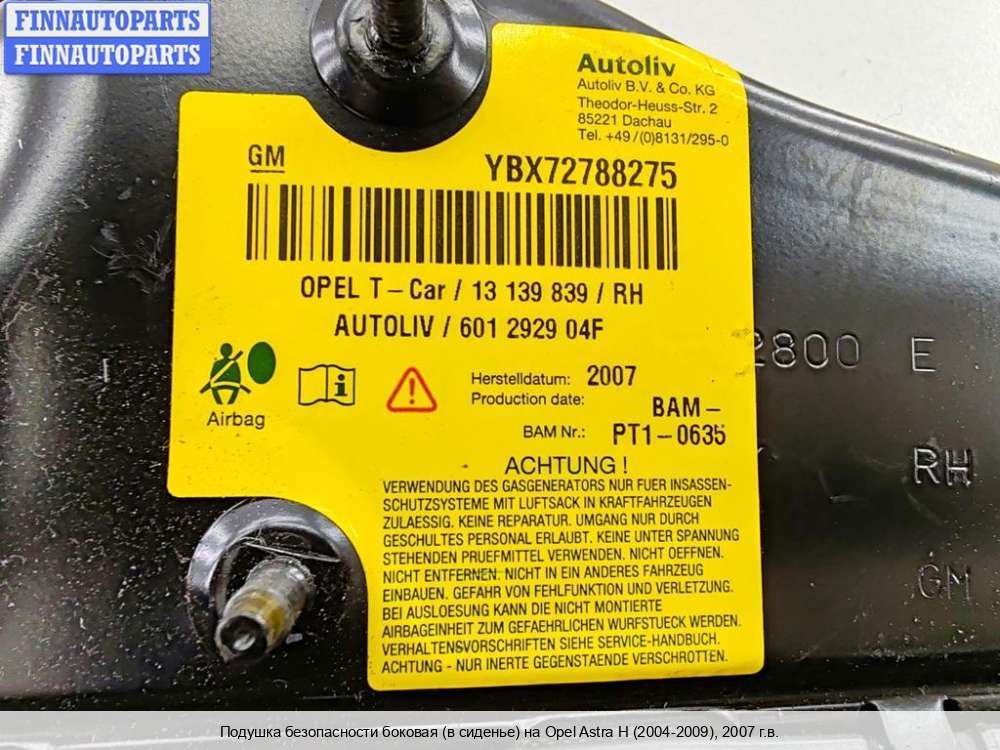 FINNAUTOPARTS
FINNAUTOPARTS
Autoliv
Autoliv B.V. & Co. KG
Theodor-Heuss-Str. 2
85221 Dachau
Tel. +49/(0)8131/295-0
GM
YBX72788275
OPEL T-Car / 13 139 839 / RH
AUTOLIV / 601 2929 04F
Airbag
i
Herstelldatum: 2007
Production date:
BAM Nr.: BAM-
PT1-0635
ACHTUNG !
VERWENDUNG DES GASGENERATORS NUR FUER INSASSEN-
SCHUTZSYSTEME MIT LUFTSACK IN KRAFTFAHRZEUGEN
ZULAESSIG. KEINE REPARATUR. UMGANG NUR DURCH
GESCHULTES PERSONAL ERLAUBT. KEINE UNTER SPANNUNG
STEHENDEN PRUEFMITTEL VERWENDEN. NICHT OEFFNEN.
NICHT ENTFERNEN. NICHT IN EIN ANDERES FAHRZEUG
EINBAUEN. GEFAHR VON FEHLFUNKTION UND VERLETZUNG.
BEI AUSLOESUNG KANN DIE NICHT MONTIERTE
AIRBAGEINHEIT ZUM GEFAEHRLICHEN WURFSTUECK WERDEN.
VERHALTENSVORSCHRIFTEN SIEHE SERVICE-HANDBUCH.
ACHTUNG - NUR INERTE GEGENSTAENDE VERSCHROTTEN.
2800 E
RH
GM
Подушка безопасности боковая (в сиденье) на Opel Astra H (2004-2009), 2007 г.в.